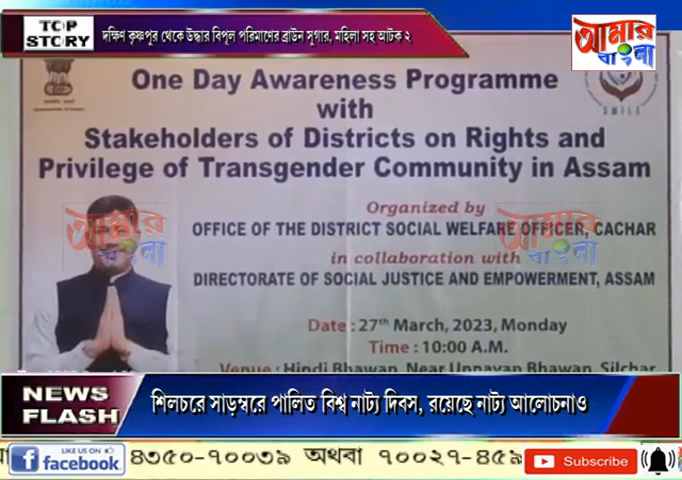 TOP STORY
দক্ষিণ কৃষ্ণপুর থেকে উদ্ধার বিপুল পরিমাণের ব্রাউন সুগার, মহিলা সহ আটক ২
আমার বাংলা
SMILE
One Day Awareness Programme
with
Stakeholders of Districts on Rights and
Privilege of Transgender Community in Assam
Organized by
OFFICE OF THE DISTRICT SOCIAL WELFARE OFFICER, CACHAR
in collaboration with
DIRECTORATE OF SOCIAL JUSTICE AND EMPOWERMENT, ASSAM
আমার বাংলা
আমার বাংলা
Date : 27th March, 2023, Monday
Time : 10:00 A.M.
Venue : Hindi Bhawan, Near Unnayan Bhawan, Silchar
NEWS FLASH
শিলচরে সাড়ম্বরে পালিত বিশ্ব নাট্য দিবস, রয়েছে নাট্য আলোচনাও
LIKE US ON
facebook
৪৩৫০-৭০০৩৯ অথবা ৭০০২৭-৪৫৯
Subscribe